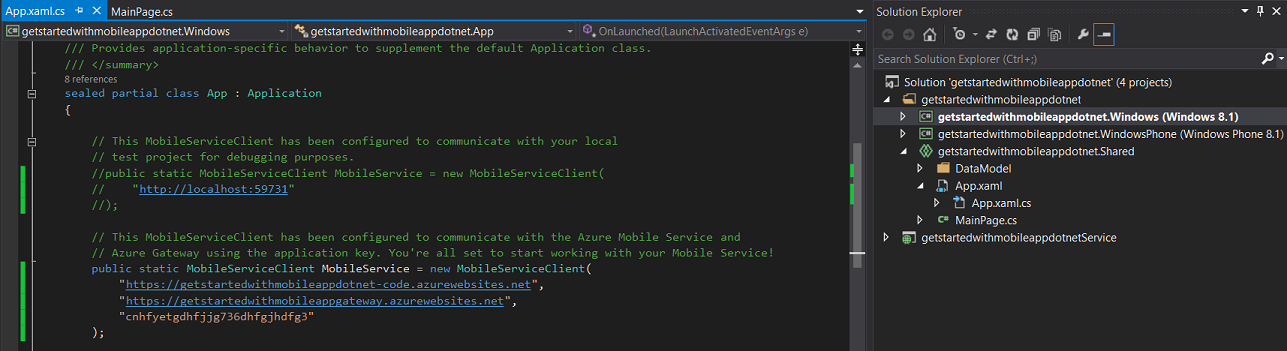 App.xaml.cs
MainPage.cs
getstartedwithmobileappdotnet.Windows
getstartedwithmobileappdotnet.App
OnLaunched(LaunchActivatedEventArgs e)
/// Provides application-specific behavior to supplement the default Application class.
/// </summary>
8 references
sealed partial class App : Application
{
// This MobileServiceClient has been configured to communicate with your local
// test project for debugging purposes.
//public static MobileServiceClient MobileService = new MobileServiceClient(
//    "http://localhost:59731"
//);
// This MobileServiceClient has been configured to communicate with the Azure Mobile Service and
// Azure Gateway using the application key. You're all set to start working with your Mobile Service!
public static MobileServiceClient MobileService = new MobileServiceClient(
"https://getstartedwithmobileappdotnet-code.azurewebsites.net",
"https://getstartedwithmobileappgateway.azurewebsites.net",
"cnhfyetgdhfjjg736dhfgjhdfg3"
);
Solution Explorer
Search Solution Explorer (Ctrl+;)
Solution 'getstartedwithmobileappdotnet' (4 projects)
getstartedwithmobileappdotnet
C# getstartedwithmobileappdotnet.Windows (Windows 8.1)
C# getstartedwithmobileappdotnet.WindowsPhone (Windows Phone 8.1)
getstartedwithmobileappdotnet.Shared
DataModel
App.xaml
App.xaml.cs
C# MainPage.cs
getstartedwithmobileappdotnetService